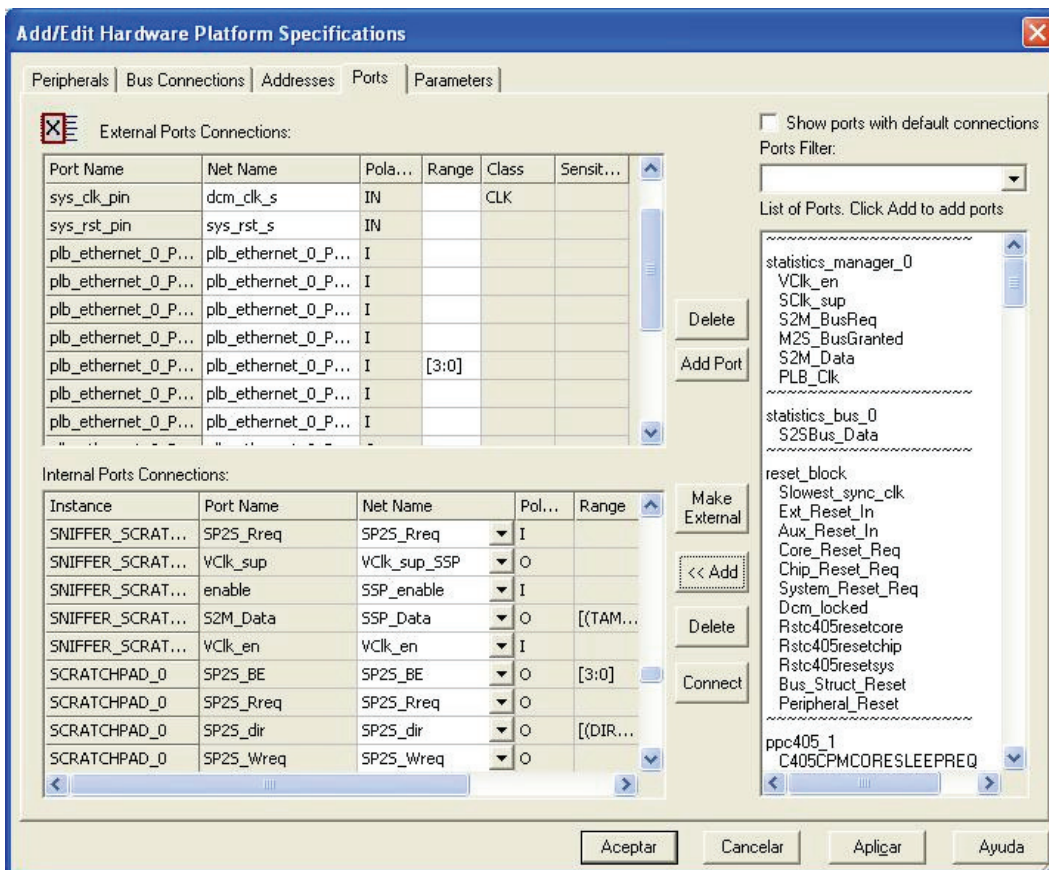 Add/Edit Hardware Platform Specifications
Peripherals Bus Connections Addresses Ports Parameters
External Ports Connections:
Port Name Net Name Pola... Range Class Sensit...
sys_clk_pin dcm_clk_s IN CLK
sys_rst_pin sys_rst_s IN
plb_ethernet_0_P... plb_ethernet_0_P... I
plb_ethernet_0_P... plb_ethernet_0_P... I
plb_ethernet_0_P... plb_ethernet_0_P... I
plb_ethernet_0_P... plb_ethernet_0_P... I
plb_ethernet_0_P... plb_ethernet_0_P... I [3:0]
plb_ethernet_0_P... plb_ethernet_0_P... I
plb_ethernet_0_P... plb_ethernet_0_P... I
Delete
Add Port
Internal Ports Connections:
Instance Port Name Net Name Pol... Range
SNIFFER_SCRAT... SP2S_Rreq SP2S_Rreq I
SNIFFER_SCRAT... VClk_sup VClk_sup_SSP O
SNIFFER_SCRAT... enable SSP_enable I
SNIFFER_SCRAT... S2M_Data SSP_Data O [(TAM...
SNIFFER_SCRAT... VClk_en VClk_en I
SCRATCHPAD_0 SP2S_BE SP2S_BE O [3:0]
SCRATCHPAD_0 SP2S_Rreq SP2S_Rreq O
SCRATCHPAD_0 SP2S_dir SP2S_dir O [(DIR...
SCRATCHPAD_0 SP2S_Wreq SP2S_Wreq O
Make External
<< Add
Delete
Connect
Show ports with default connections
Ports Filter:
List of Ports. Click Add to add ports
~~~~~~~~~~~~~~~~~~~~
statistics_manager_0
VClk_en
SClk_sup
S2M_BusReq
M2S_BusGranted
S2M_Data
PLB_Clk
~~~~~~~~~~~~~~~~~~~~
statistics_bus_0
S2SBus_Data
~~~~~~~~~~~~~~~~~~~~
reset_block
Slowest_sync_clk
Ext_Reset_In
Aux_Reset_In
Core_Reset_Req
Chip_Reset_Req
System_Reset_Req
Dcm_locked
Rstc405resetcore
Rstc405resetchip
Rstc405resetsys
Bus_Struct_Reset
Peripheral_Reset
~~~~~~~~~~~~~~~~~~~~
ppc405_1
C405CPMCORESLEEPREQ
Aceptar Cancelar Aplicar Ayuda